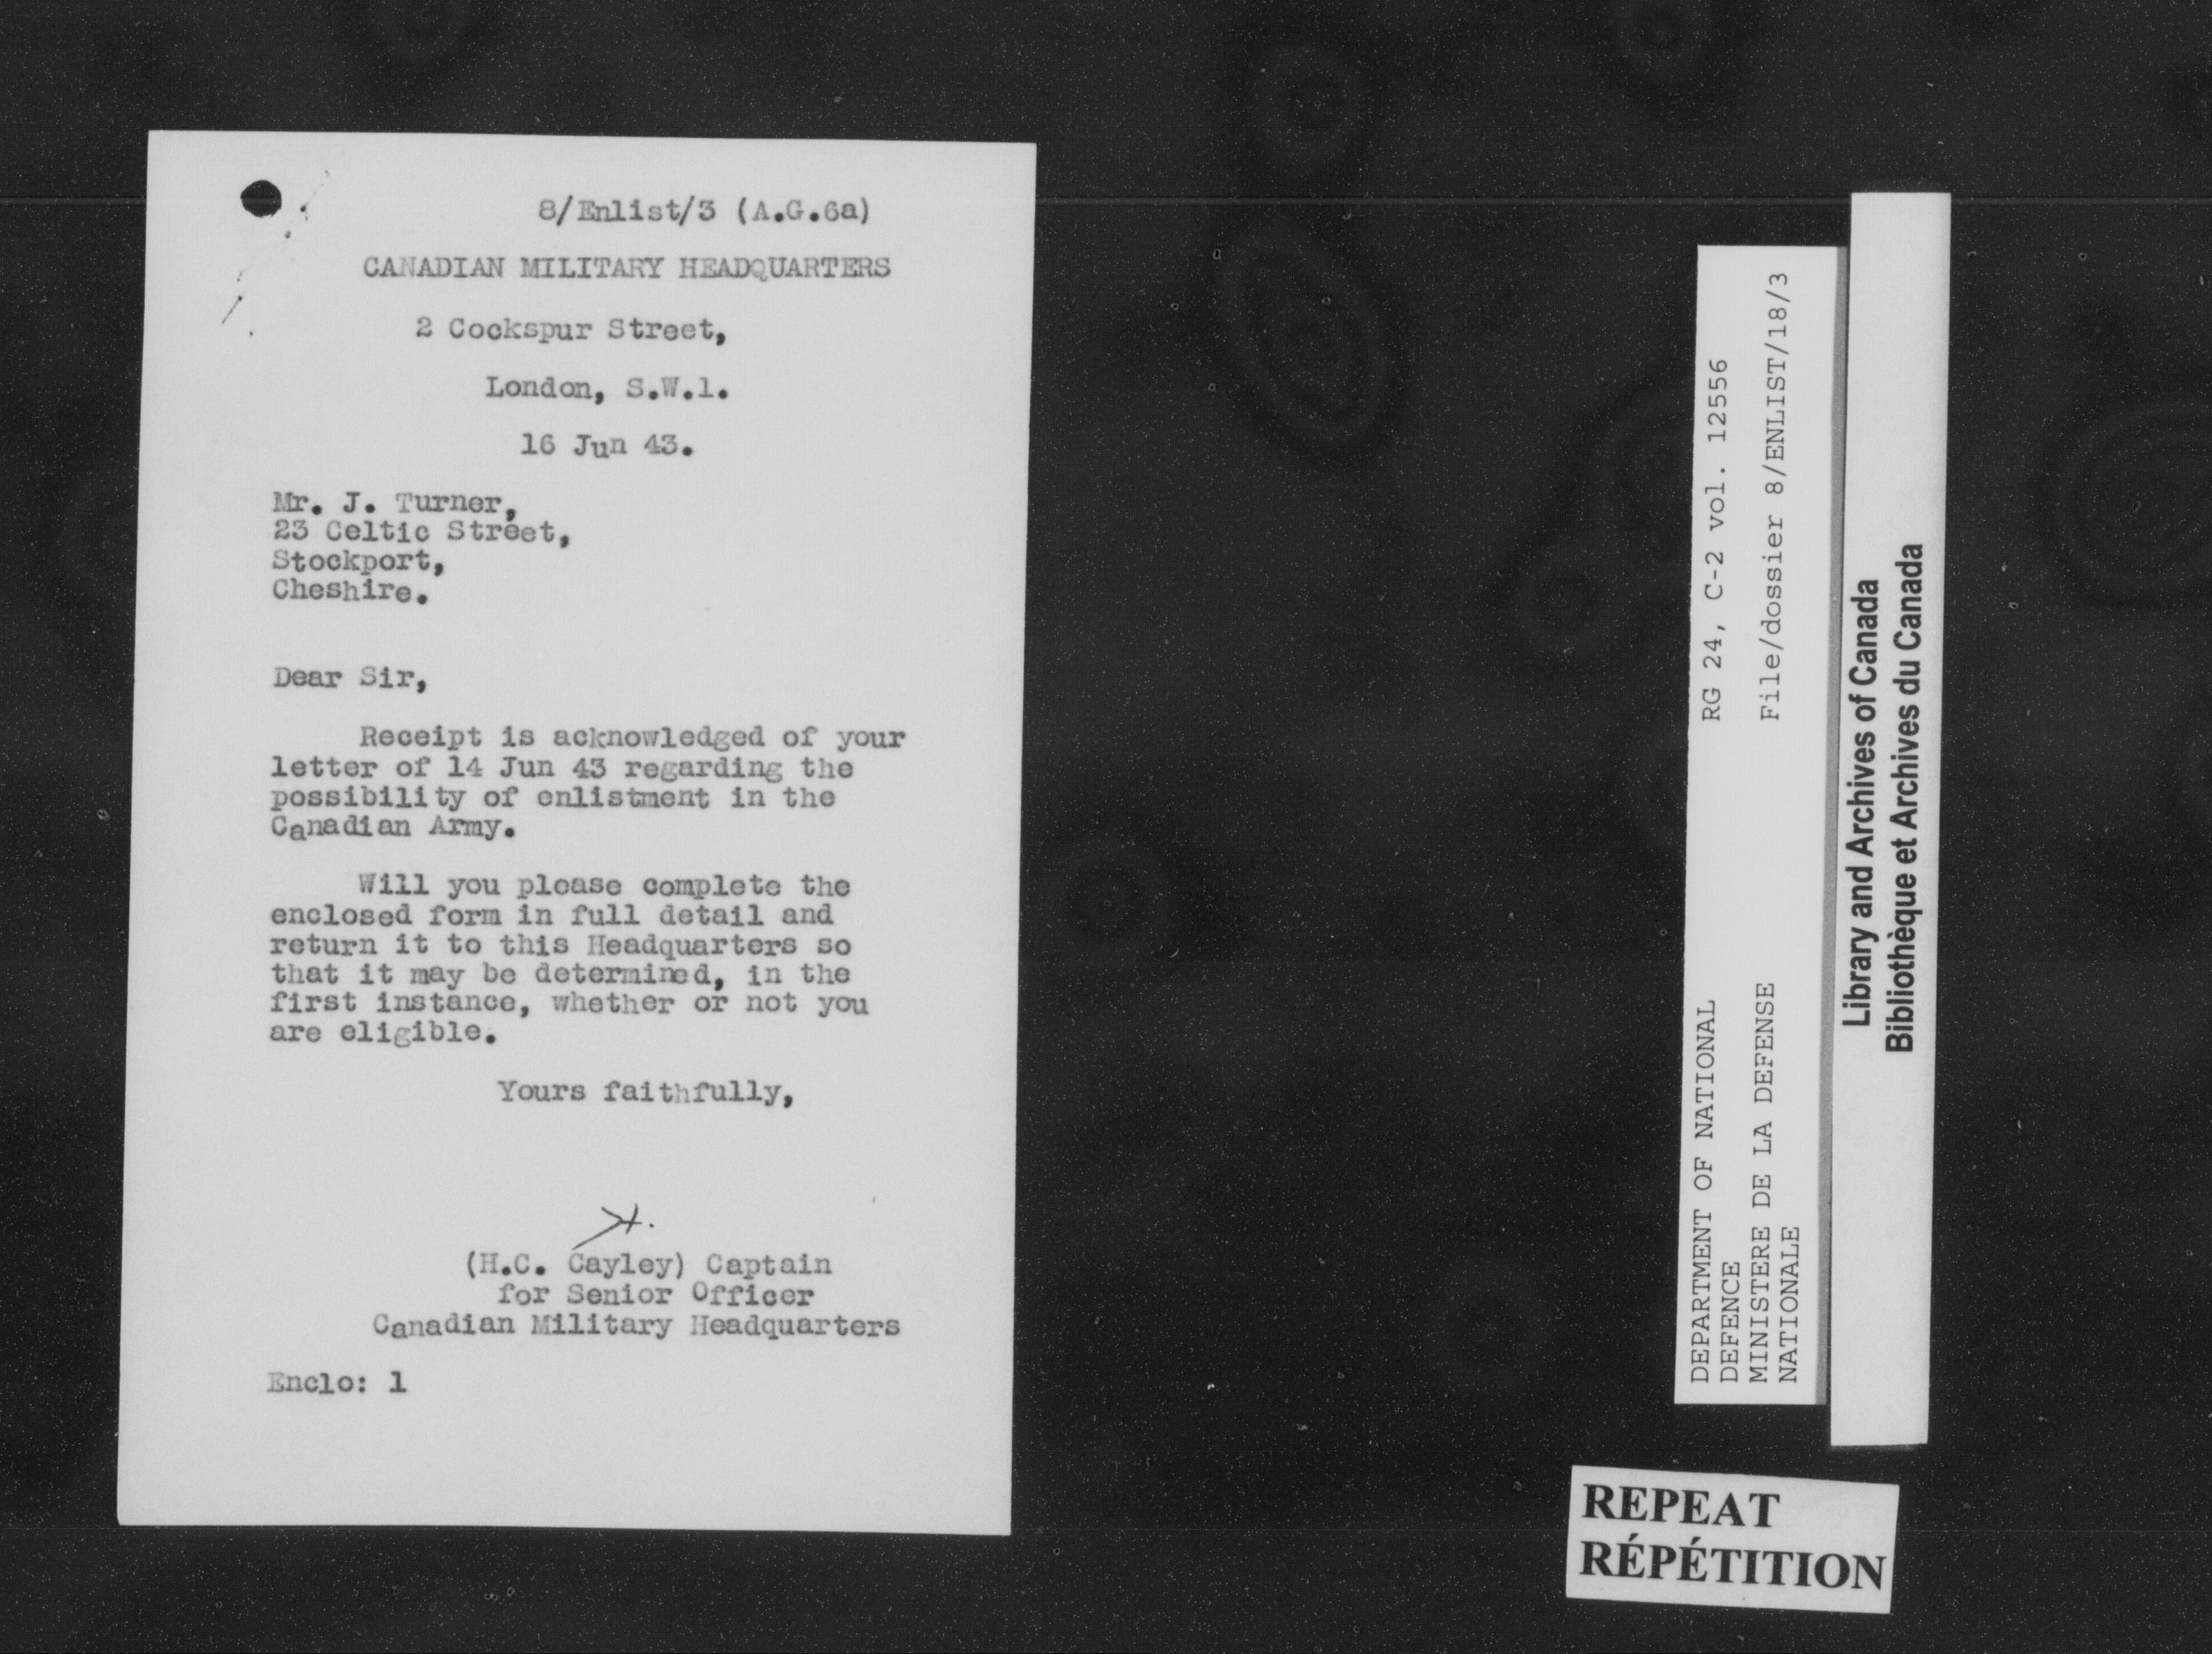 8/Enlist/3 (A.G.6a)
CANADIAN MILITARY HEADQUARTERS
2 Cockspur Street,
London, S.W.1.
16 Jun 43.
Mr. J. Turner,
23 Celtic Street,
Stockport,
Cheshire.
Dear Sir,
Receipt is acknowledged of your
letter of 14 Jun 43 regarding the
possibility of enlistment in the
Canadian Army.
Will you please complete the
enclosed form in full detail and
return it to this Headquarters so
that it may be determined, in the
first instance, whether or not you
are eligible.
Yours faithfully,
(H.C. Cayley) Captain
for Senior Officer
Canadian Military Headquarters
Enclo: 1
DEPARTMENT OF NATIONAL
DEFENCE
MINISTERE DE LA DEFENSE
NATIONALE
RG 24, C-2 vol. 12556
File/dossier 8/ENLIST/18/3
Library and Archives of Canada
Bibliothèque et Archives du Canada
REPEAT
RÉPÉTITION